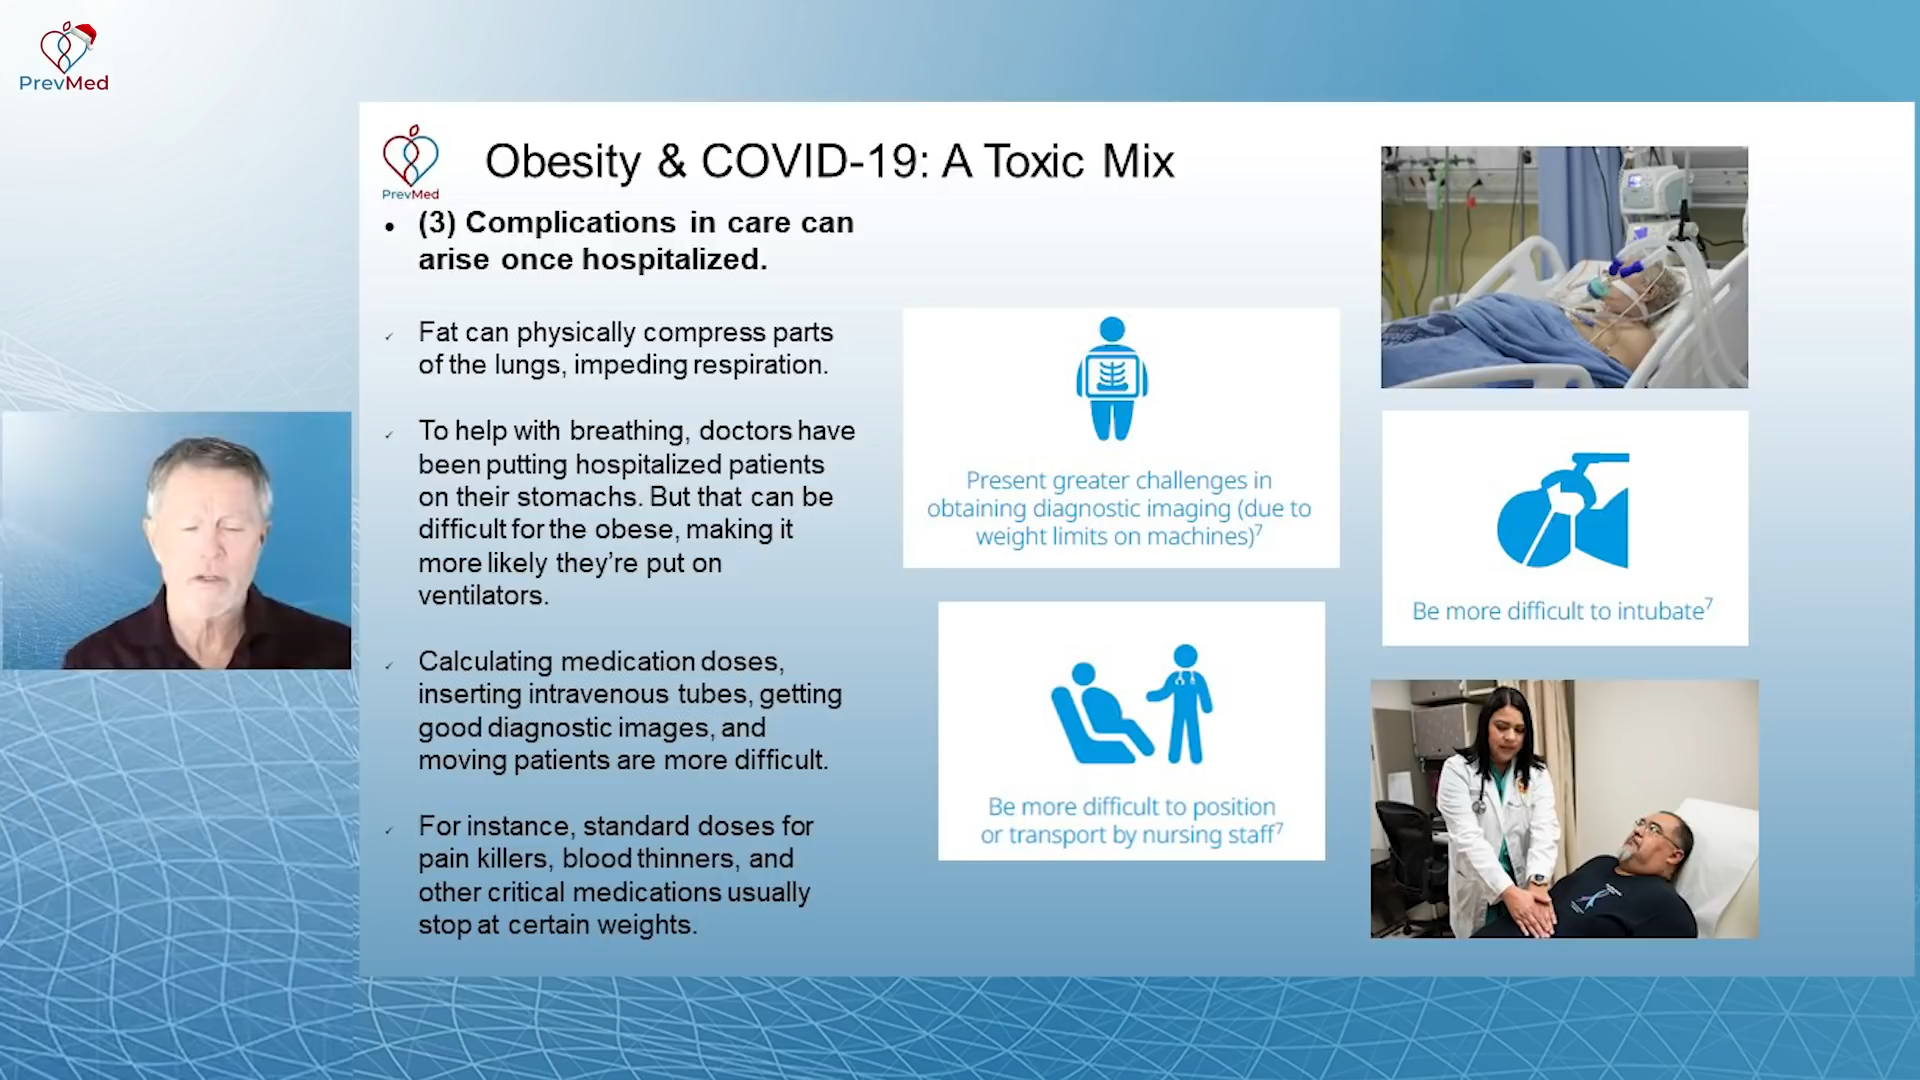 PrevMed
PrevMed
Obesity & COVID-19: A Toxic Mix
• (3) Complications in care can
arise once hospitalized.
✓ Fat can physically compress parts
of the lungs, impeding respiration.
✓ To help with breathing, doctors have
been putting hospitalized patients
on their stomachs. But that can be
difficult for the obese, making it
more likely they’re put on
ventilators.
✓ Calculating medication doses,
inserting intravenous tubes, getting
good diagnostic images, and
moving patients are more difficult.
✓ For instance, standard doses for
pain killers, blood thinners, and
other critical medications usually
stop at certain weights.
Present greater challenges in
obtaining diagnostic imaging (due to
weight limits on machines)⁷
Be more difficult to position
or transport by nursing staff⁷
Be more difficult to intubate⁷